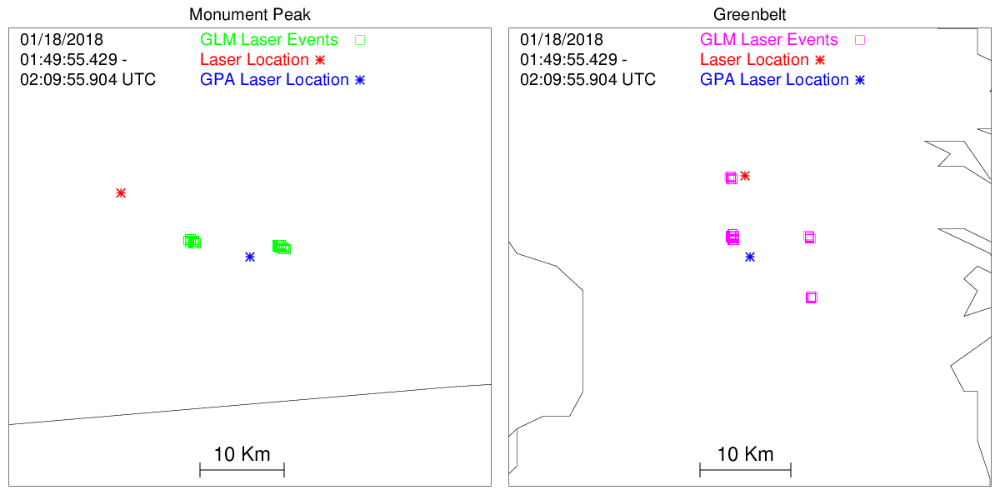 Monument Peak
01/18/2018
01:49:55.429 -
02:09:55.904 UTC
GLM Laser Events
Laser Location
GPA Laser Location
10 Km
Greenbelt
01/18/2018
01:49:55.429 -
02:09:55.904 UTC
GLM Laser Events
Laser Location
GPA Laser Location
10 Km